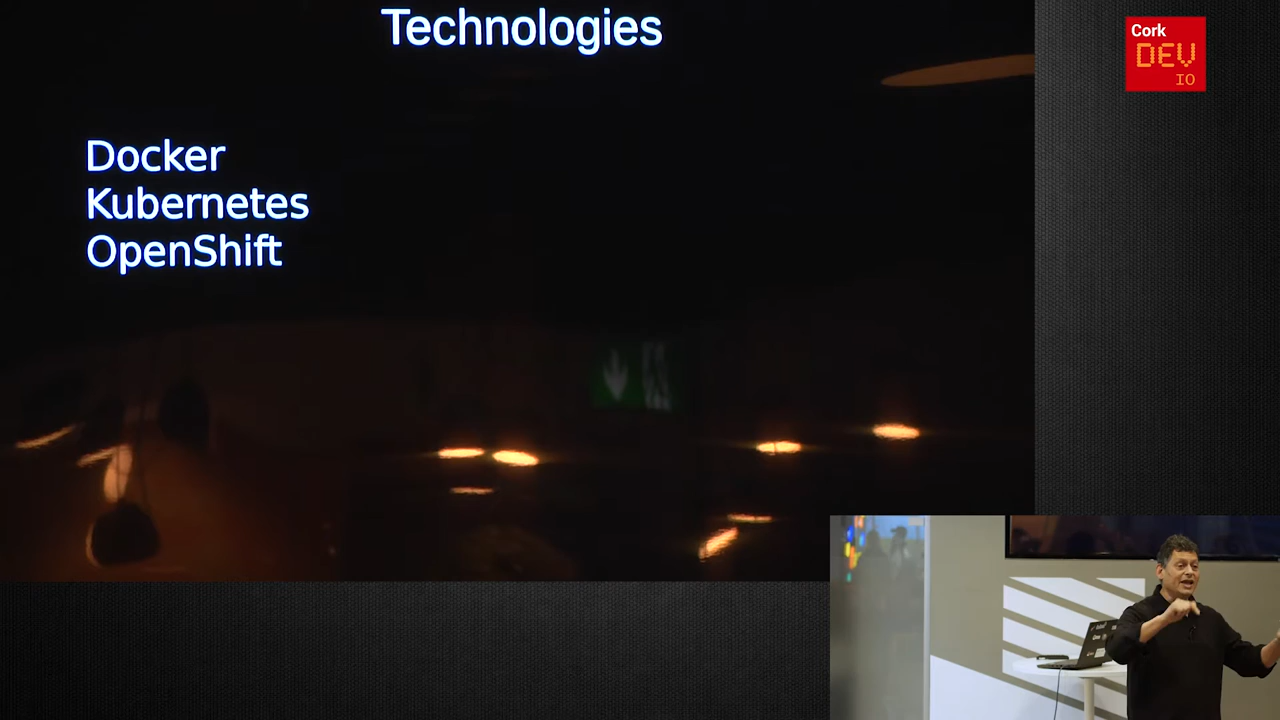 Technologies
Cork
DEV
IO
Docker
Kubernetes
OpenShift